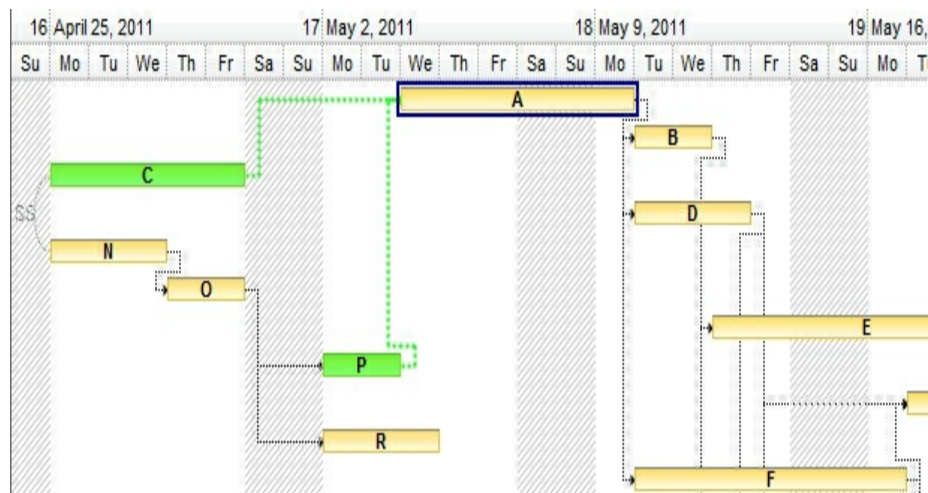 16 April 25, 2011 17 May 2, 2011 18 May 9, 2011 19 May 16,
Su Mo Tu We Th Fr Sa Su Mo Tu We Th Fr Sa Su Mo Tu We Th Fr Sa Su Mo
A
B
C
SS
D
N
O
E
P
R
F